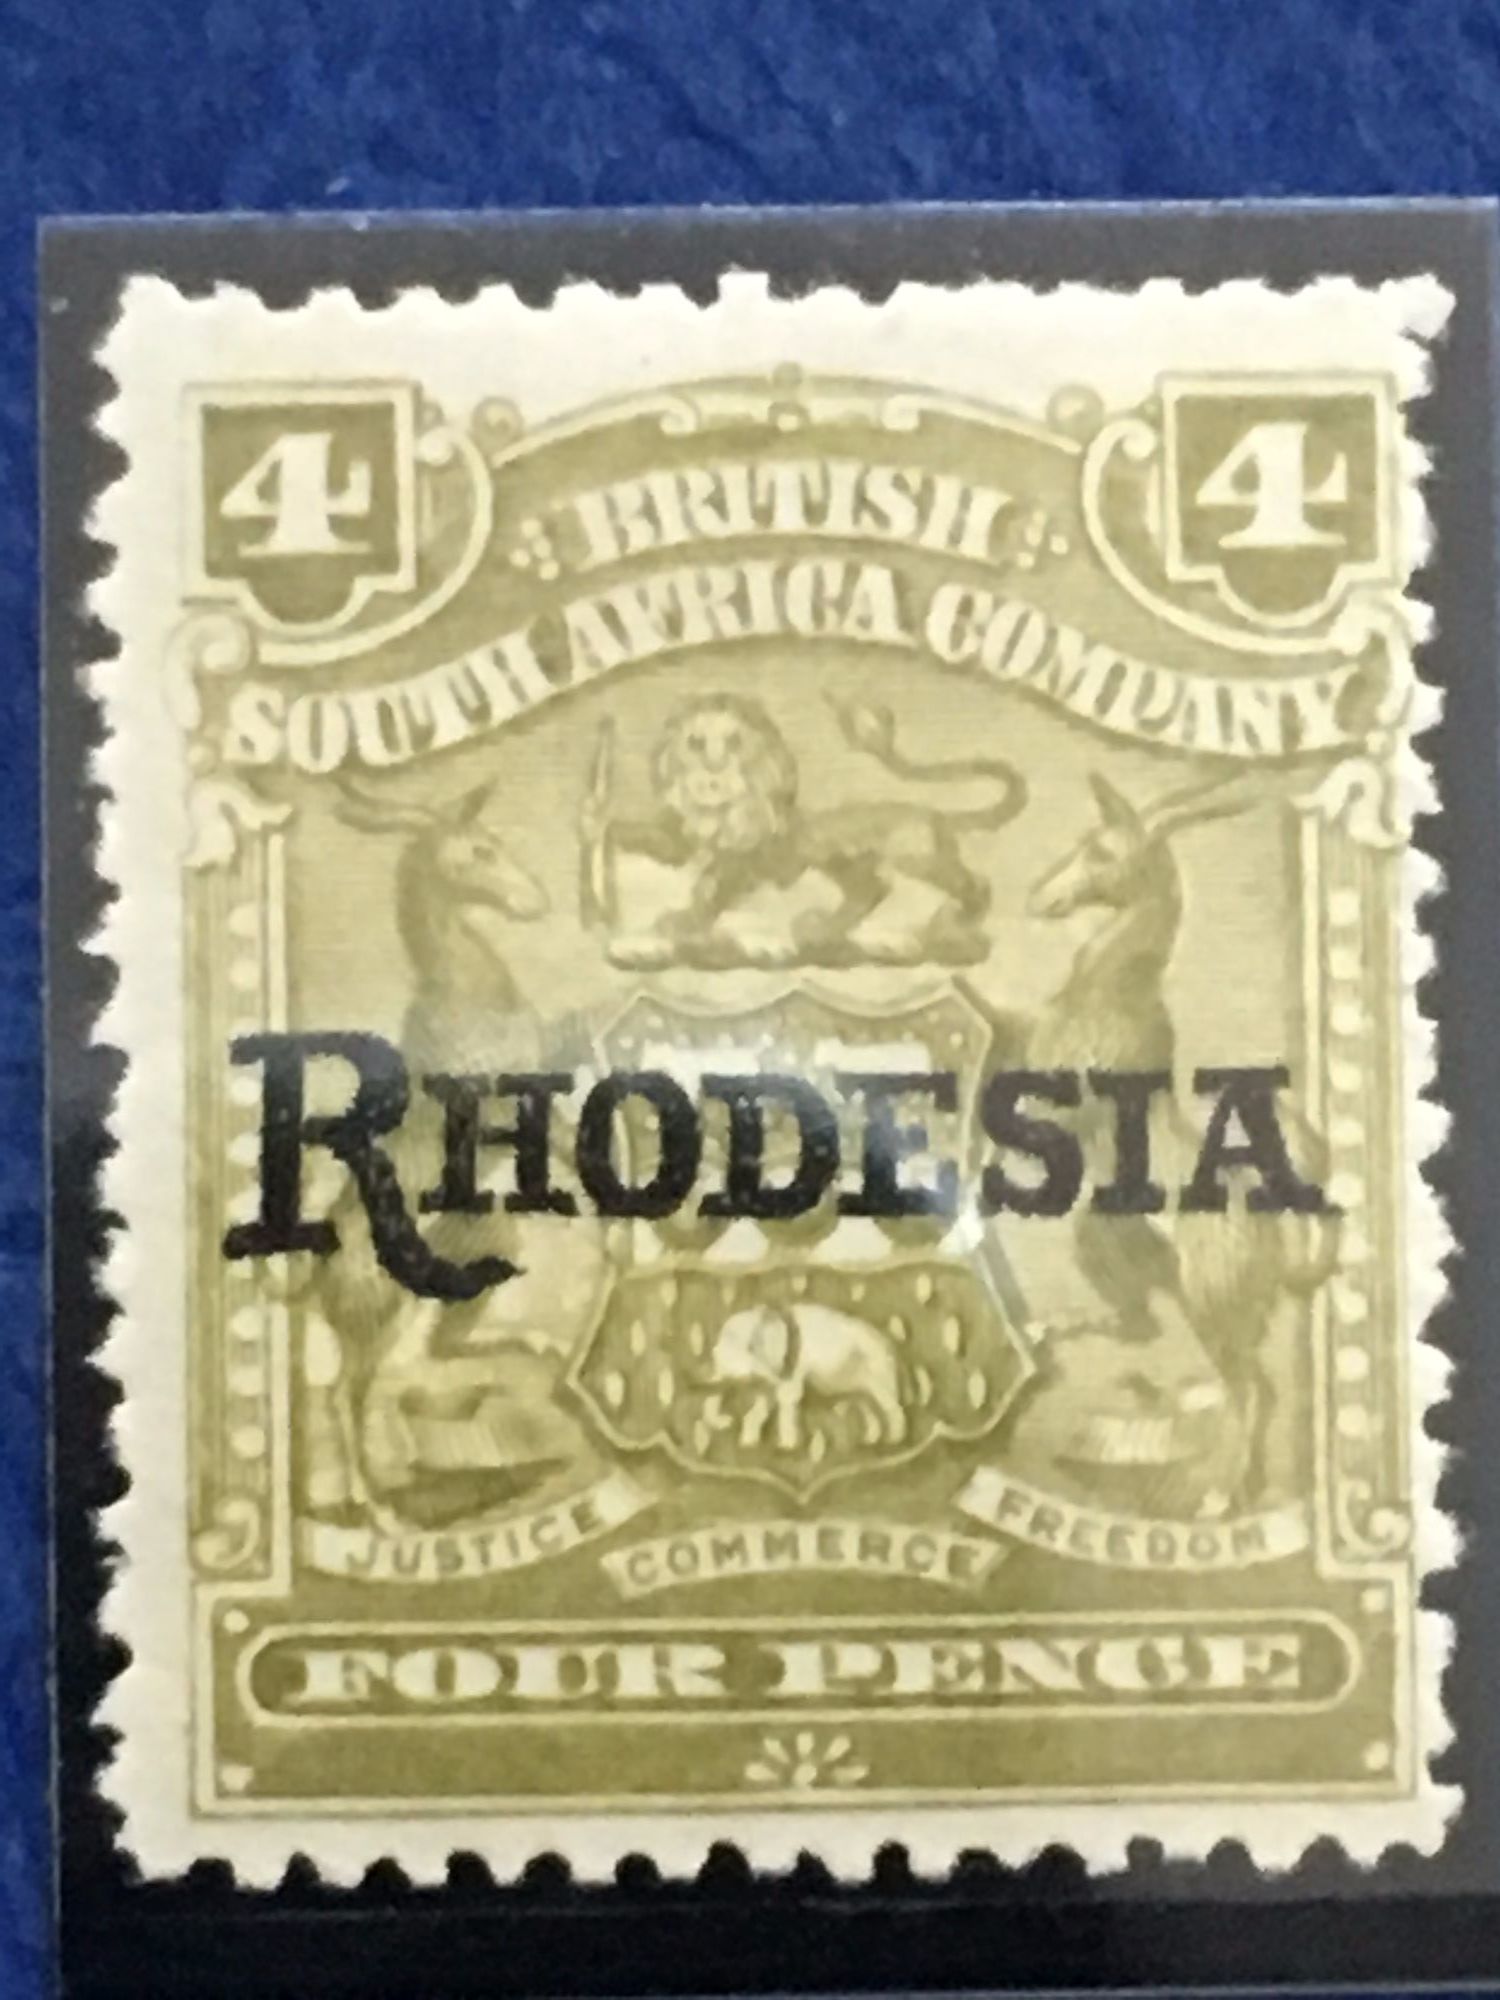 4 4
BRITISH
SOUTH AFRICA COMPANY
RHODESIA
JUSTICE COMMERCE FREEDOM
FOUR PENCE